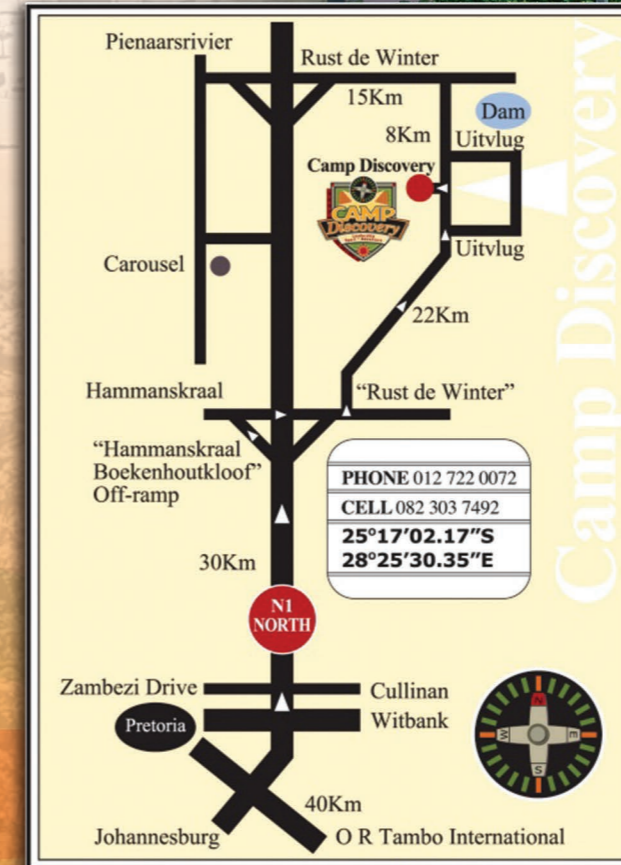 Pienaarsrivier
Rust de Winter
15Km
Dam
8Km
Uitvlug
Camp Discovery
CAMP
Discovery
Carousel
Uitvlug
22Km
Hammanskraal
“Rust de Winter”
“Hammanskraal
Boekenhoutkloof”
Off-ramp
PHONE 012 722 0072
CELL 082 303 7492
25°17’02.17”S
28°25’30.35”E
30Km
N1
NORTH
Zambezi Drive
Cullinan
Pretoria
Witbank
N
W
E
S
40Km
Johannesburg
O R Tambo International
Camp Discovery